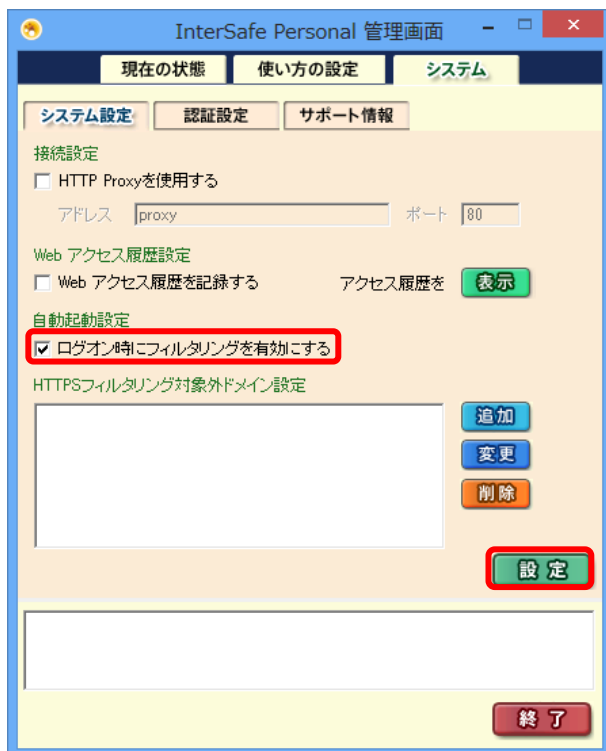 InterSafe Personal 管理画面
現在の状態 使い方の設定 システム
システム設定 認証設定 サポート情報
接続設定
HTTP Proxyを使用する
アドレス proxy ポート 80
Web アクセス履歴設定
Web アクセス履歴を記録する アクセス履歴を 表示
自動起動設定
ログオン時にフィルタリングを有効にする
HTTPSフィルタリング対象外ドメイン設定
追加
変更
削除
設定
終了